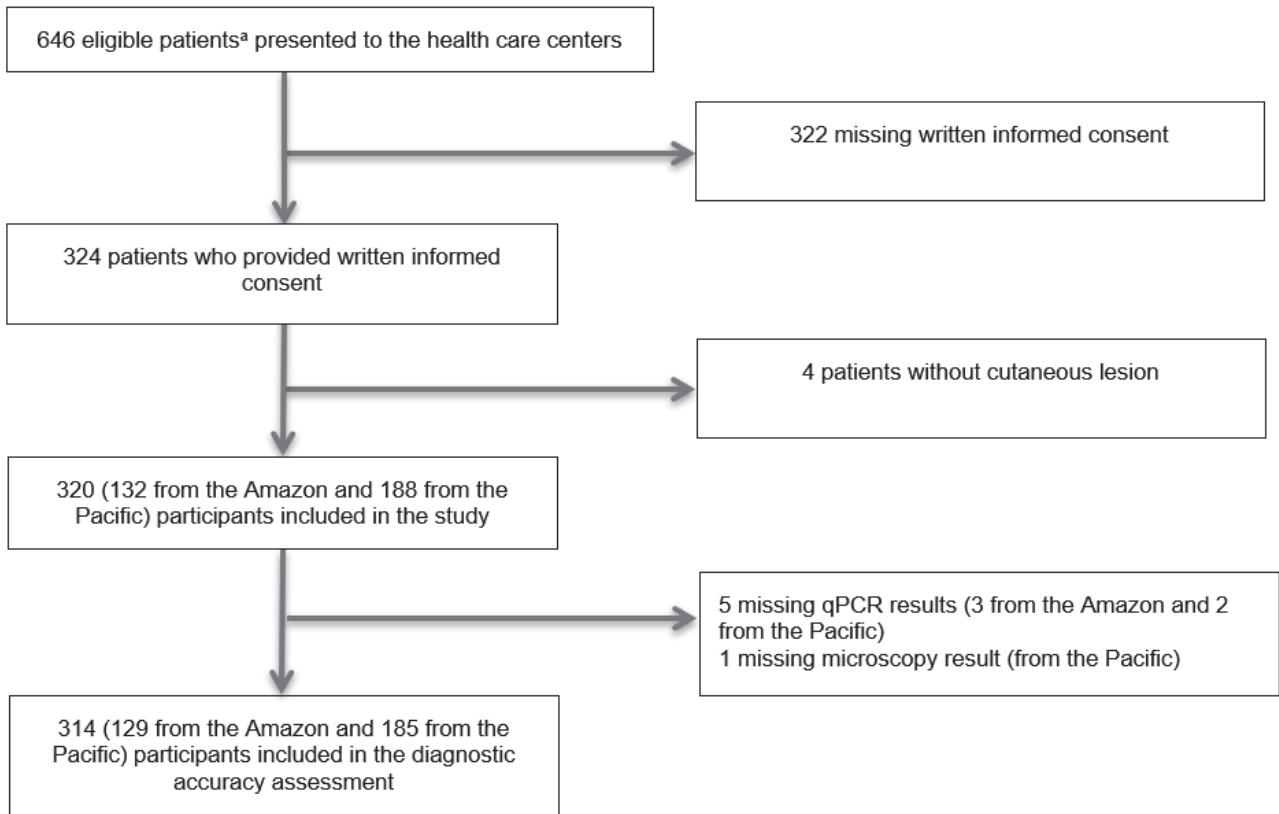 646 eligible patientsª presented to the health care centers
322 missing written informed consent
324 patients who provided written informed
consent
4 patients without cutaneous lesion
320 (132 from the Amazon and 188 from the
Pacific) participants included in the study
5 missing qPCR results (3 from the Amazon and 2
from the Pacific)
1 missing microscopy result (from the Pacific)
314 (129 from the Amazon and 185 from the
Pacific) participants included in the diagnostic
accuracy assessment